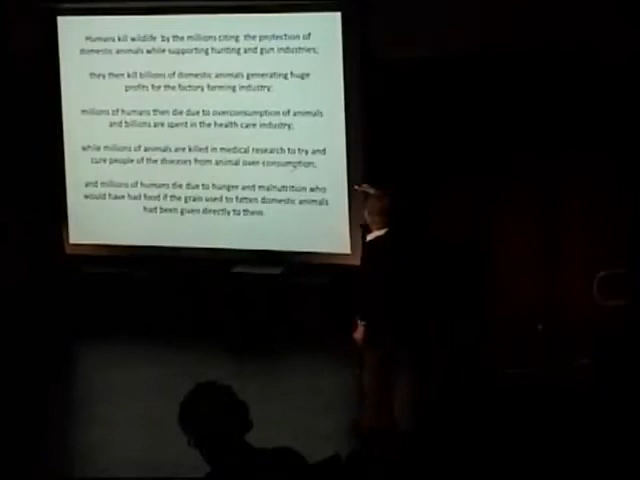 Humans kill wildlife by the millions citing the protection of
domestic animals while supporting hunting and gun industries;
they then kill billions of domestic animals generating huge
profits for the factory farming industry;
millions of humans then die due to overconsumption of animals
and billions are spent in the health care industry;
while millions of animals are killed in medical research to try and
cure people of the diseases from animal over consumption;
and millions of humans die due to hunger and malnutrition who
would have had food if the grain used to fatten domestic animals
had been given directly to them.